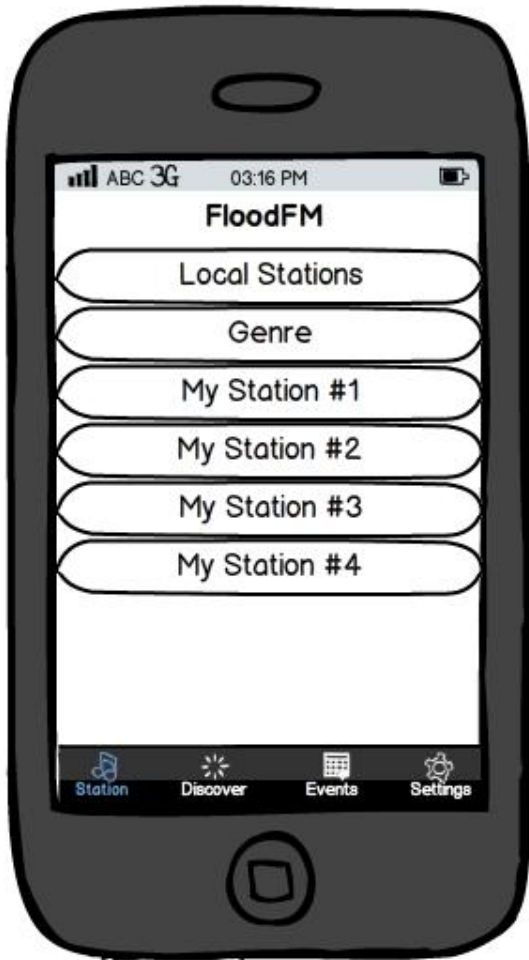 ABC 3G 03:16 PM
FloodFM
Local Stations
Genre
My Station #1
My Station #2
My Station #3
My Station #4
Station Discover Events Settings